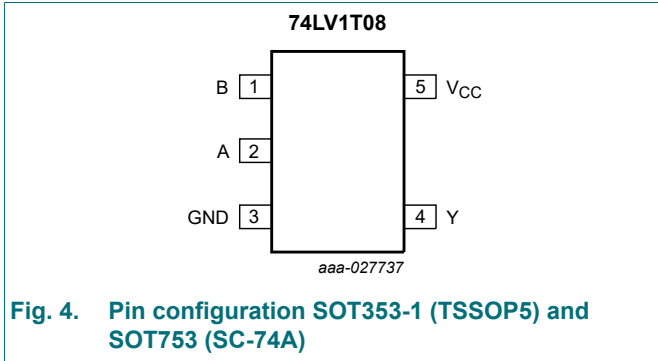 74LV1T08
B 1
5 VCC
A 2
GND 3
4 Y
aaa-027737
Fig. 4. Pin configuration SOT353-1 (TSSOP5) and
SOT753 (SC-74A)